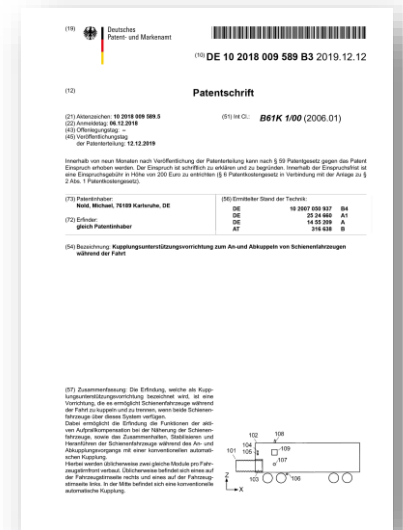 (19)
Deutsches
Patent- und Markenamt
(10) DE 10 2018 009 589 B3 2019.12.12
(12)
Patentschrift
(21) Aktenzeichen: 10 2018 009 589.5
(22) Anmeldetag: 06.12.2018
(43) Offenlegungstag: –
(45) Veröffentlichungstag
der Patenterteilung: 12.12.2019
(51) Int Cl.: B61K 1/00 (2006.01)
Innerhalb von neun Monaten nach Veröffentlichung der Patenterteilung kann nach § 59 Patentgesetz gegen das Patent
Einspruch erhoben werden. Der Einspruch ist schriftlich zu erklären und zu begründen. Innerhalb der Einspruchsfrist ist
eine Einspruchsgebühr in Höhe von 200 Euro zu entrichten (§ 6 Patentkostengesetz in Verbindung mit der Anlage zu §
2 Abs. 1 Patentkostengesetz).
(73) Patentinhaber:
Nold, Michael, 76189 Karlsruhe, DE
(72) Erfinder:
gleich Patentinhaber
(56) Ermittelter Stand der Technik:
DE 10 2007 050 937 B4
DE 25 24 660 A1
DE 14 55 209 A
AT 316 638 B
(54) Bezeichnung: Kupplungsunterstützungsvorrichtung zum An-und Abkuppeln von Schienenfahrzeugen
während der Fahrt
(57) Zusammenfassung: Die Erfindung, welche als Kupp-
lungsunterstützungsvorrichtung bezeichnet wird, ist eine
Vorrichtung, die es ermöglicht Schienenfahrzeuge während
der Fahrt zu kuppeln und zu trennen, wenn beide Schienen-
fahrzeuge über dieses System verfügen.
Dabei ermöglicht die Erfindung die Funktionen der akti-
ven Aufprallkompensation bei der Näherung der Schienen-
fahrzeuge, sowie das Zusammenhalten, Stabilisieren und
Heranführen der Schienenfahrzeuge während des An- und
Abkupplungsvorgangs mit einer konventionellen automati-
schen Kupplung.
Hierbei werden üblicherweise zwei gleiche Module pro Fahr-
zeugstirnfront verbaut. Üblicherweise befindet sich eines auf
der Fahrzeugstirnseite rechts und eines auf der Fahrzeug-
stirnseite links. In der Mitte befindet sich eine konventionelle
automatische Kupplung.
102
108
104
109
101
105
107
103
106
Z
X